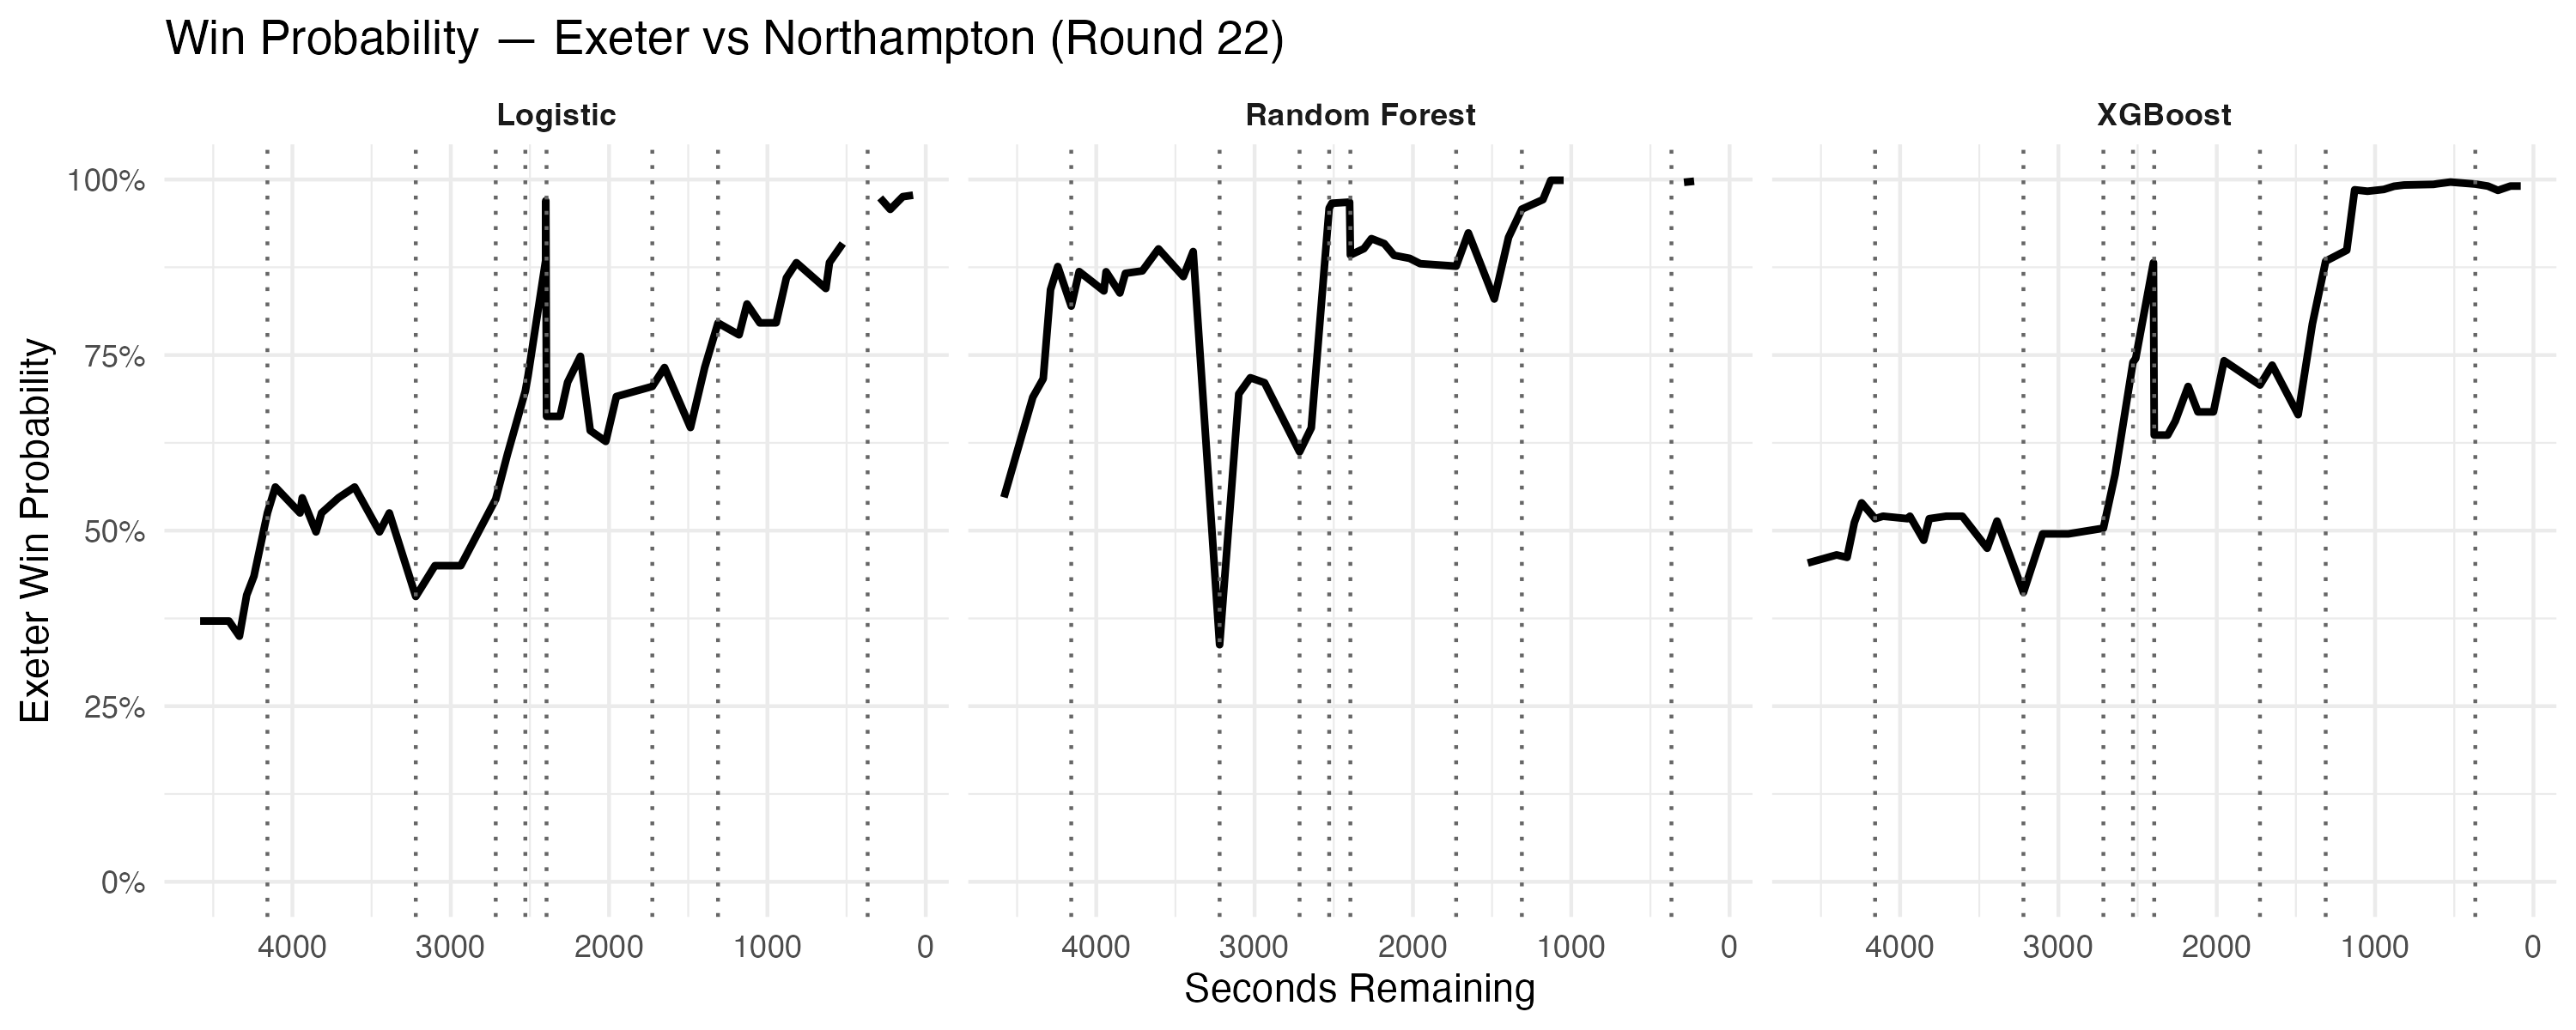 Win Probability — Exeter vs Northampton (Round 22)
Logistic
Random Forest
XGBoost
Exeter Win Probability
100%
75%
50%
25%
0%
4000 3000 2000 1000 0
4000 3000 2000 1000 0
4000 3000 2000 1000 0
Seconds Remaining